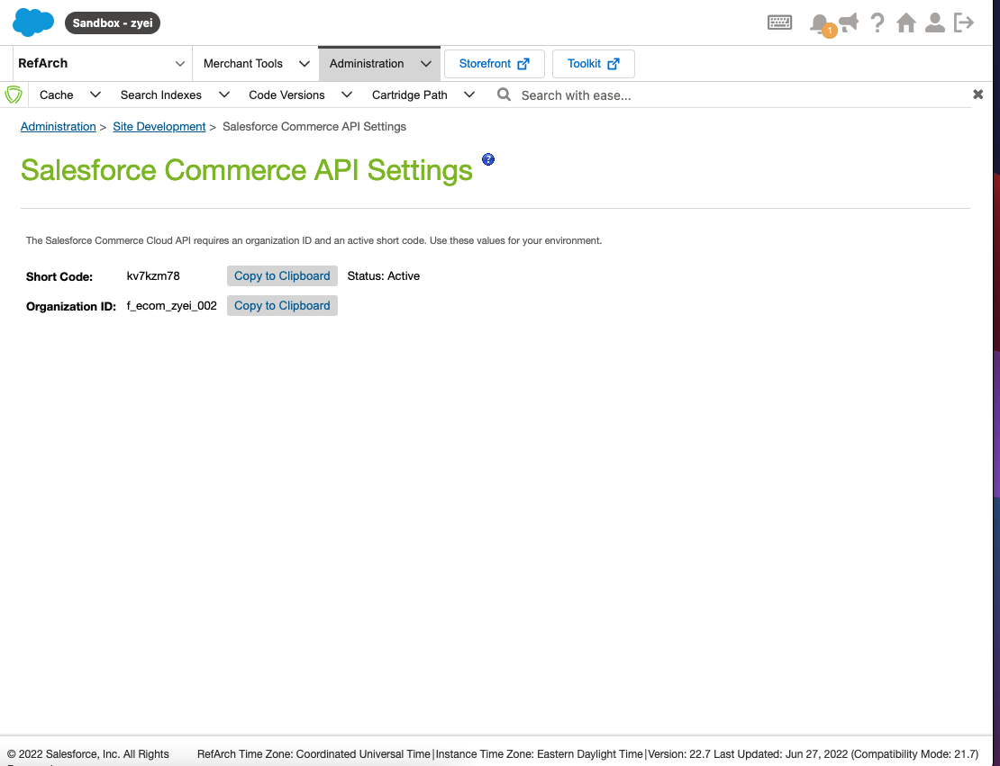 Sandbox - zyei
1
RefArch Merchant Tools Administration Storefront Toolkit
Cache Search Indexes Code Versions Cartridge Path Search with ease...
Administration > Site Development > Salesforce Commerce API Settings
Salesforce Commerce API Settings ?
The Salesforce Commerce Cloud API requires an organization ID and an active short code. Use these values for your environment.
Short Code: kv7kzm78 Copy to Clipboard Status: Active
Organization ID: f_ecom_zyei_002 Copy to Clipboard
© 2022 Salesforce, Inc. All Rights RefArch Time Zone: Coordinated Universal Time|Instance Time Zone: Eastern Daylight Time|Version: 22.7 Last Updated: Jun 27, 2022 (Compatibility Mode: 21.7)